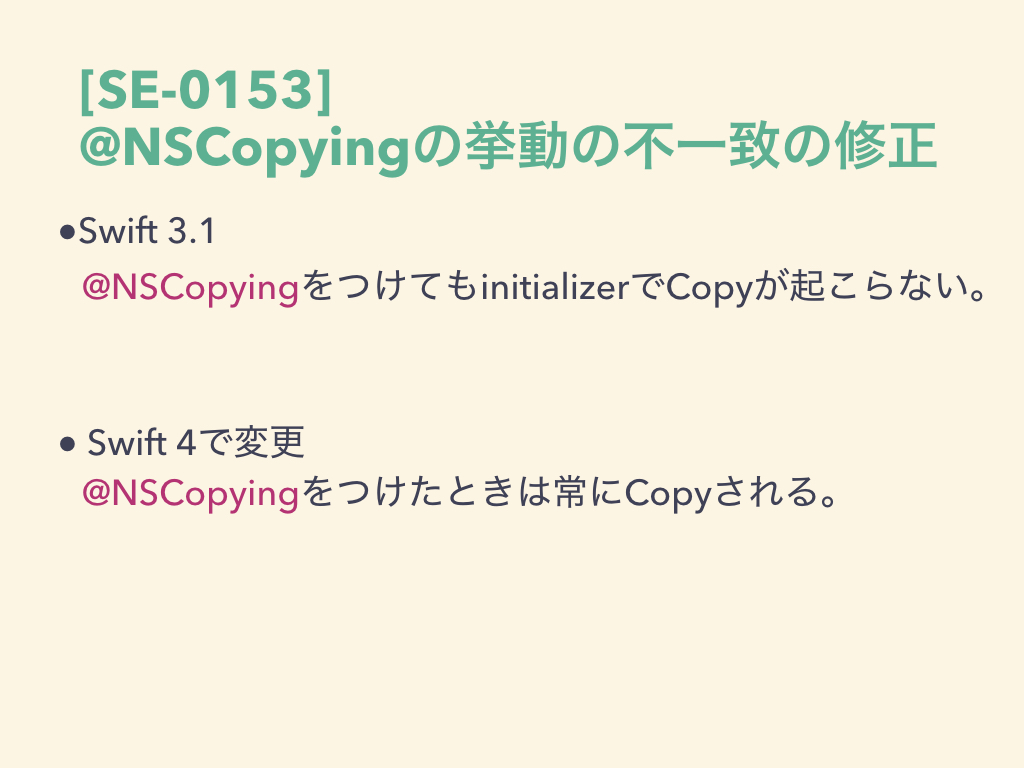 [SE-0153]
@NSCopyingの挙動の不一致の修正
•Swift 3.1
@NSCopyingをつけてもinitializerでCopyが起こらない。
• Swift 4で変更
@NSCopyingをつけたときは常にCopyされる。